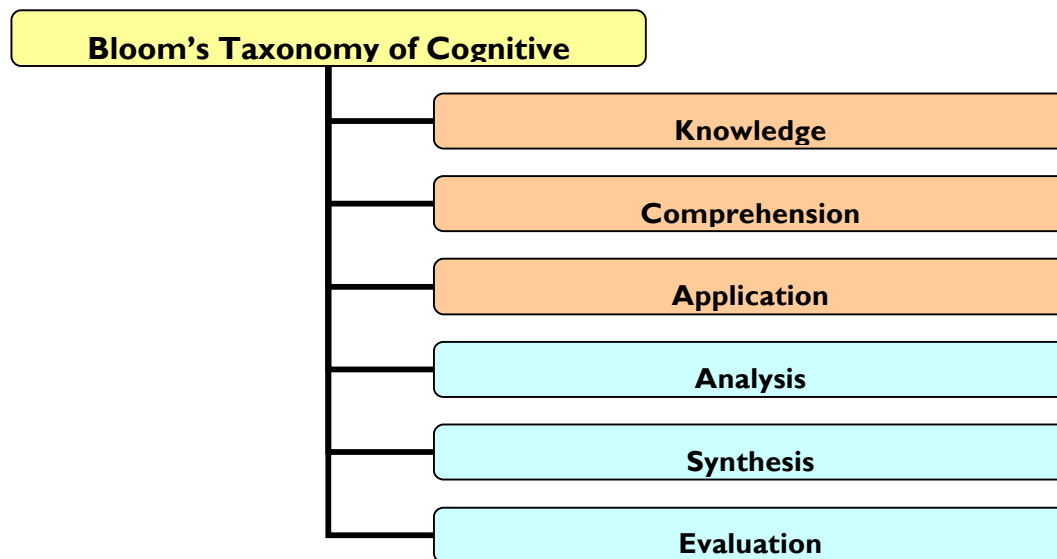 Bloom’s Taxonomy of Cognitive
Knowledge
Comprehension
Application
Analysis
Synthesis
Evaluation